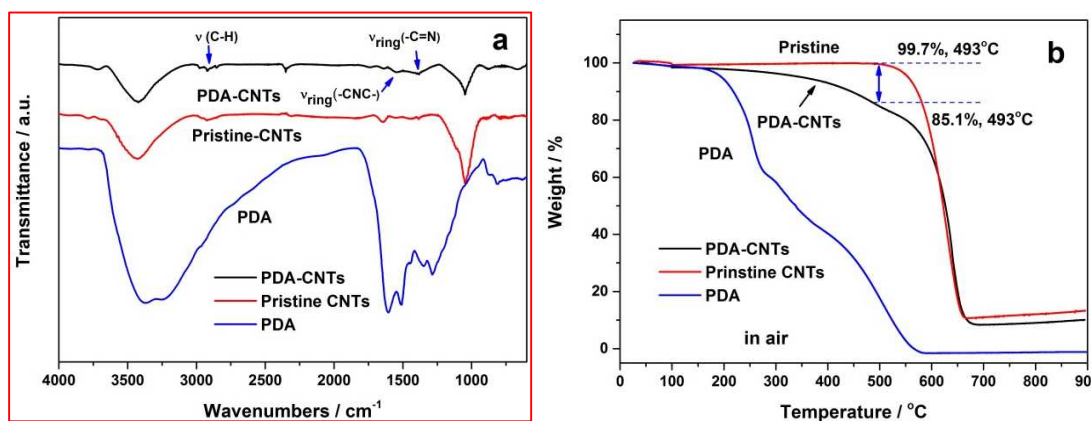 a
ν (C-H)
ν ring(-C=N)
ν ring(-CNC-)
PDA-CNTs
Pristine-CNTs
PDA
PDA-CNTs
Pristine CNTs
PDA
Transmittance / a.u.
4000 3500 3000 2500 2000 1500 1000
Wavenumbers / cm-1
b
Pristine
99.7%, 493°C
85.1%, 493°C
PDA-CNTs
PDA
PDA-CNTs
Prinstine CNTs
PDA
in air
Weight / %
120
100
80
60
40
20
0
0 100 200 300 400 500 600 700 800 90
Temperature / °C